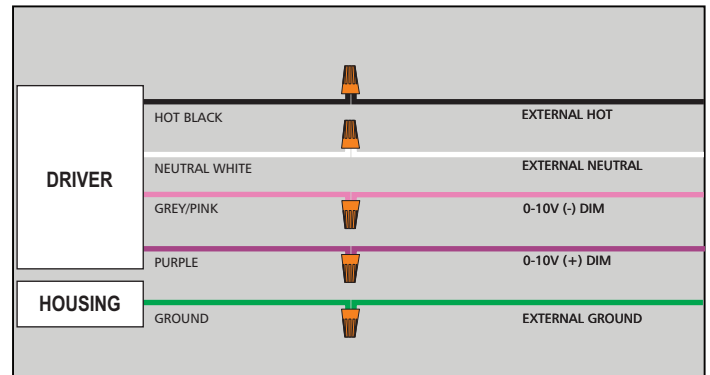 HOT BLACK
EXTERNAL HOT
DRIVER
NEUTRAL WHITE
EXTERNAL NEUTRAL
GREY/PINK
0-10V (-) DIM
PURPLE
0-10V (+) DIM
HOUSING
GROUND
EXTERNAL GROUND